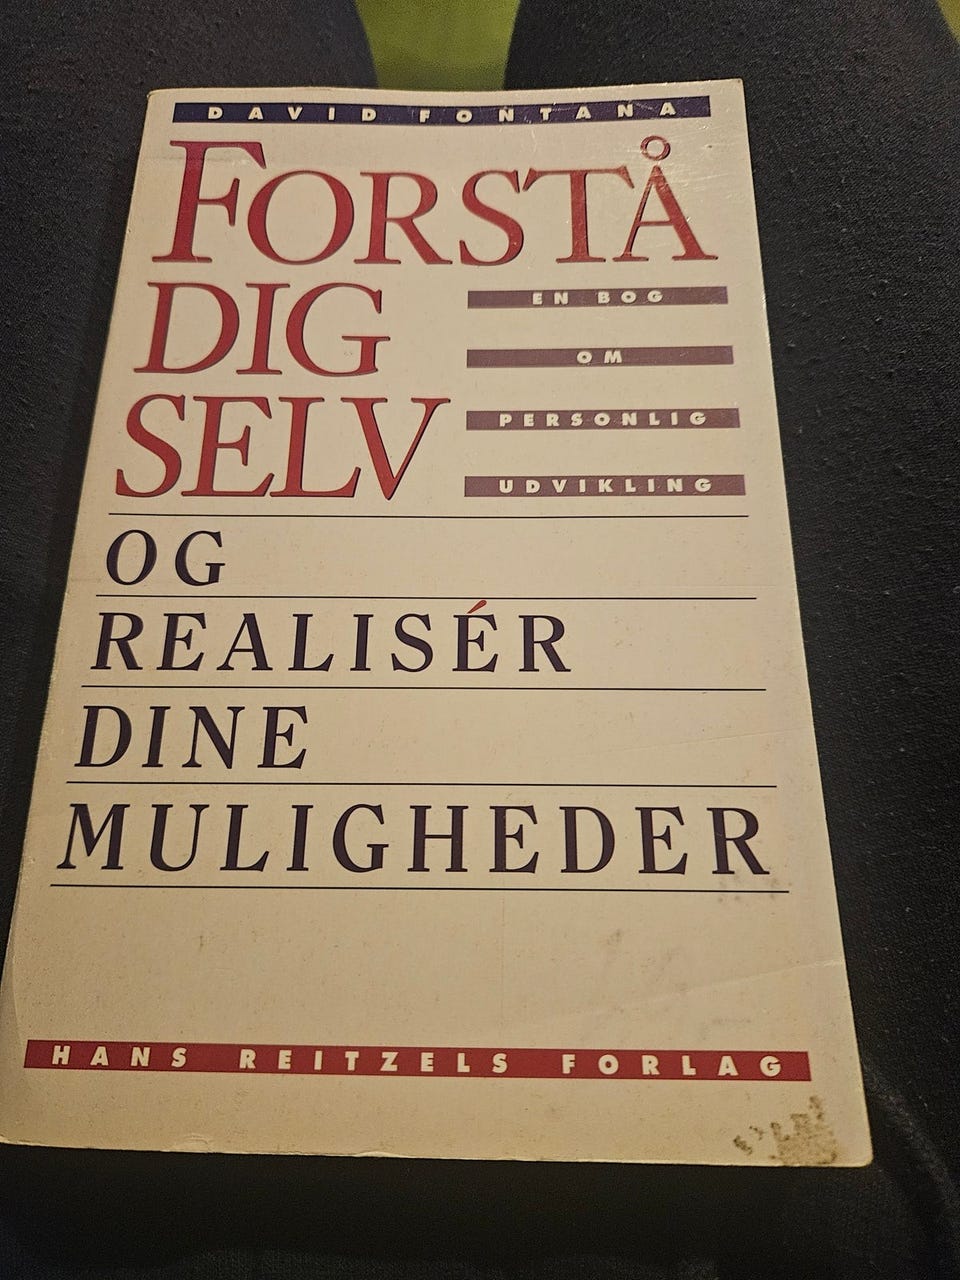 DAVID FONTANA
FORSTÅ
DIG
SELV
EN BOG
OM
PERSONLIG
UDVIKLING
OG
REALISÉR
DINE
MULIGHEDER
HANS REITZELS FORLAG